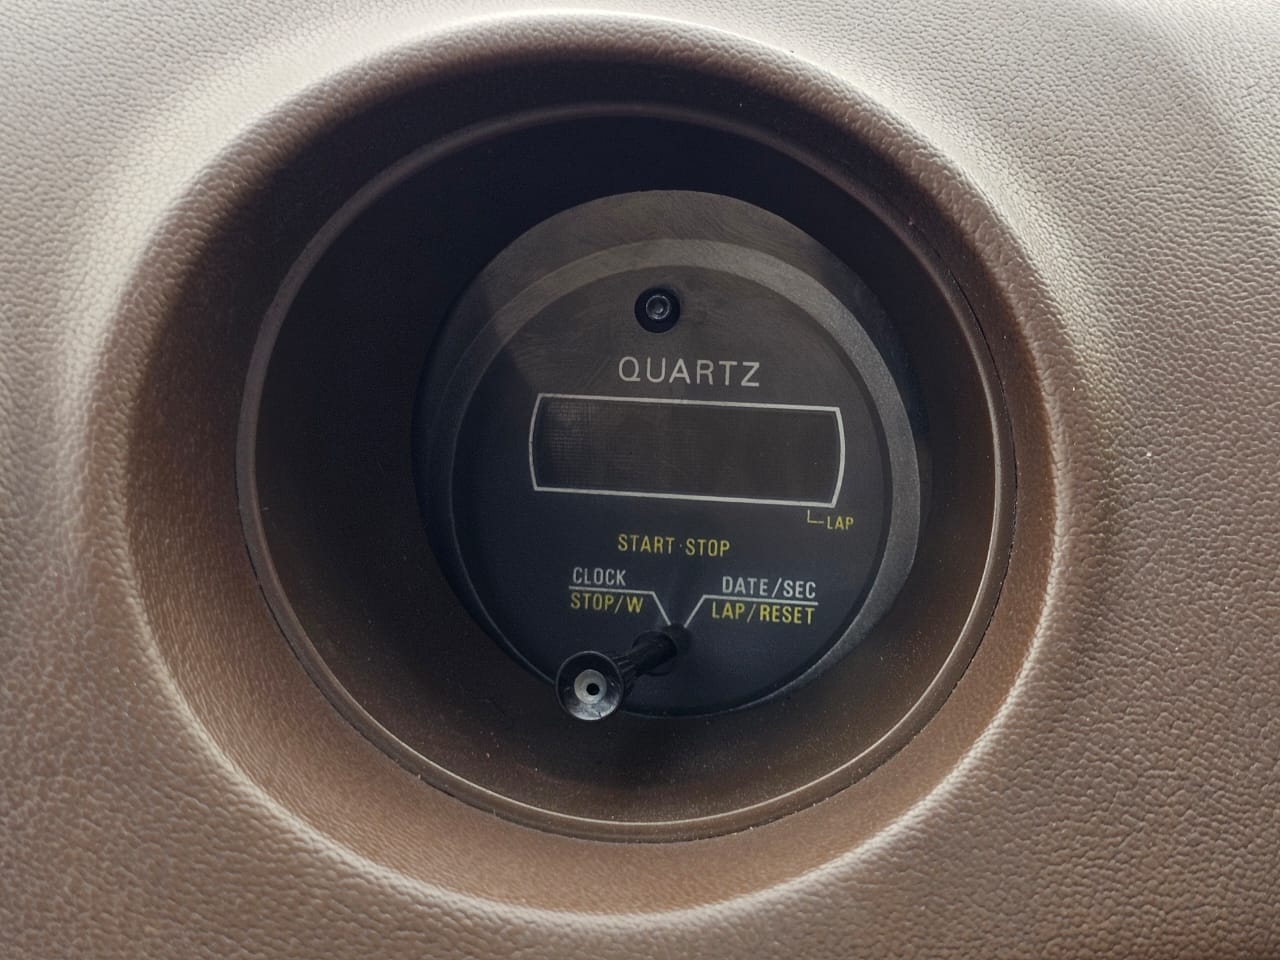 QUARTZ
LAP
START·STOP
CLOCK DATE/SEC
STOP/W LAP/RESET